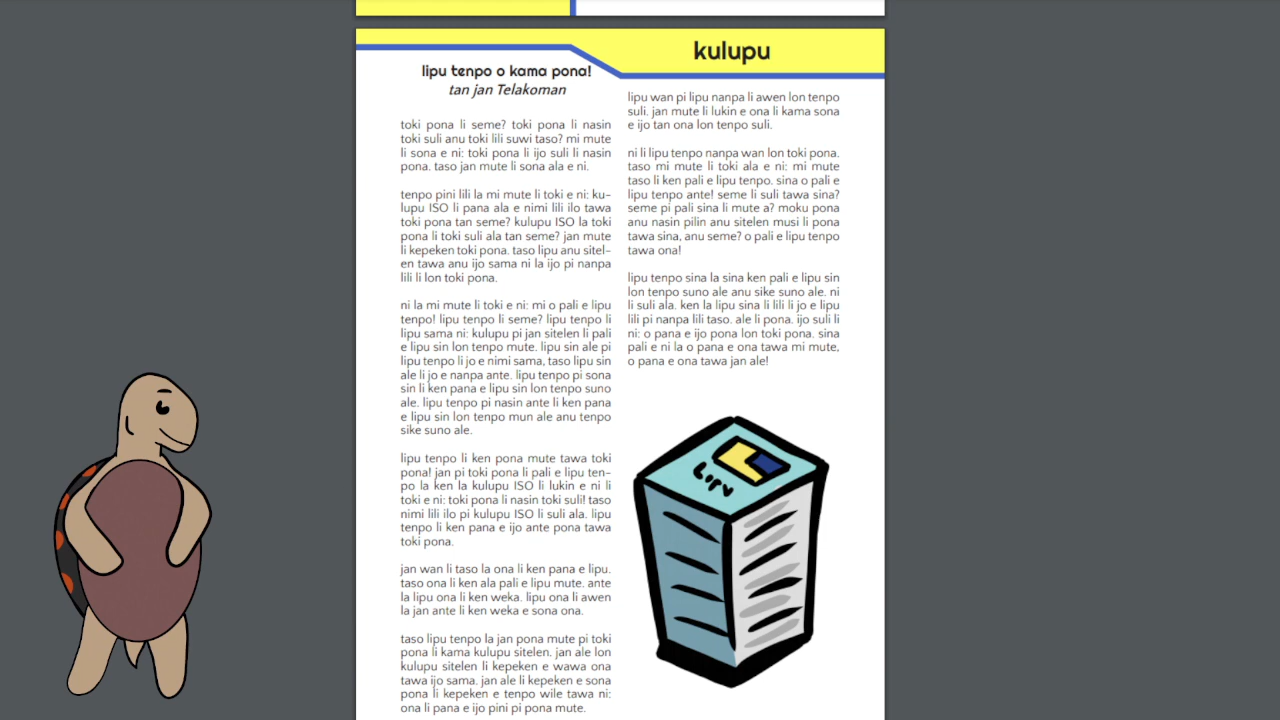 kulupu
lipu tenpo o kama pona!
tan jan Telakoman
toki pona li seme? toki pona li nasin
toki suli anu toki lili suwi taso? mi mute
li sona e ni: toki pona li ijo suli li nasin
pona. taso jan mute li sona ala e ni.
tenpo pini lili la mi mute li toki e ni: ku-
lupu ISO li pana ala e nimi lili ilo tawa
toki pona tan seme? kulupu ISO la toki
pona li toki suli ala tan seme? jan mute
li kepeken toki pona. taso lipu anu sitel-
en tawa anu ijo sama ni la ijo pi nanpa
lili li lon toki pona.
ni la mi mute li toki e ni: mi o pali e lipu
tenpo! lipu tenpo li seme? lipu tenpo li
lipu sama ni: kulupu pi jan sitelen li pali
e lipu sin lon tenpo mute. lipu sin ale pi
lipu tenpo li jo e nimi sama, taso lipu sin
ale li jo e nanpa ante. lipu tenpo pi sona
sin li ken pana e lipu sin lon tenpo suno
ale. lipu tenpo pi nasin ante li ken pana
e lipu sin lon tenpo mun ale anu tenpo
sike suno ale.
lipu tenpo li ken pona mute tawa toki
pona! jan pi toki pona li pali e lipu ten-
po la ken la kulupu ISO li lukin e ni li
toki e ni: toki pona li nasin toki suli! taso
nimi lili ilo pi kulupu ISO li suli ala. lipu
tenpo li ken pana e ijo ante pona tawa
toki pona.
jan wan li taso la ona li ken pana e lipu.
taso ona li ken ala pali e lipu mute. ante
la lipu ona li ken weka. lipu ona li awen
la jan ante li ken weka e sona ona.
taso lipu tenpo la jan pona mute pi toki
pona li kama kulupu sitelen. jan ale lon
kulupu sitelen li kepeken e wawa ona
tawa ijo sama. jan ale li kepeken e sona
pona li kepeken e tenpo wile tawa ni:
ona li pana e ijo pini pi pona mute.
lipu wan pi lipu nanpa li awen lon tenpo
suli. jan mute li lukin e ona li kama sona
e ijo tan ona lon tenpo suli.
ni li lipu tenpo nanpa wan lon toki pona.
taso mi mute li toki ala e ni: mi mute
taso li ken pali e lipu tenpo. sina o pali e
lipu tenpo ante! seme li suli tawa sina?
seme pi pali sina li mute a? moku pona
anu nasin pilin anu sitelen musi li pona
tawa sina, anu seme? o pali e lipu tenpo
tawa ona!
lipu tenpo sina la sina ken pali e lipu sin
lon tenpo suno ale anu sike suno ale. ni
li suli ala. ken la lipu sina li lili li jo e lipu
lili pi nanpa lili taso. ale li pona. ijo suli li
ni: o pana e ijo pona lon toki pona. sina
pali e ni la o pana e ona tawa mi mute,
o pana e ona tawa jan ale!
lipu